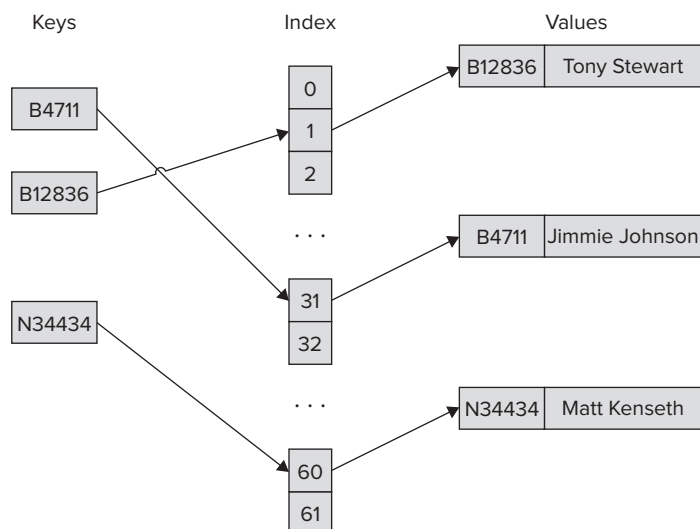 Keys
Index
Values
B4711
B12836
N34434
0
1
2
...
31
32
...
60
61
B12836 Tony Stewart
B4711 Jimmie Johnson
N34434 Matt Kenseth